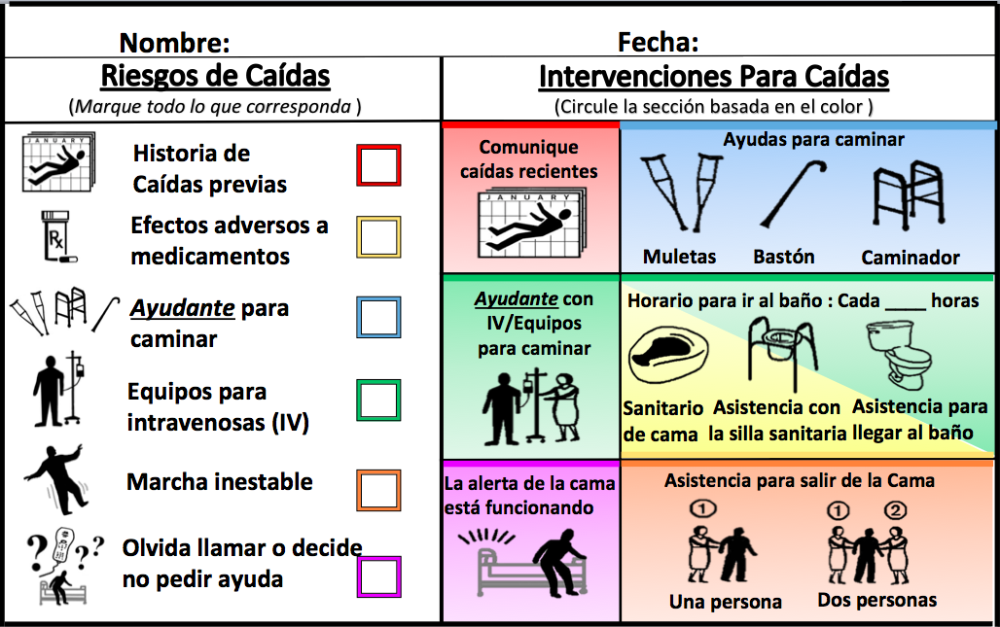 Nombre:
Fecha:
Riesgos de Caídas
(Marque todo lo que corresponda )
Intervenciones Para Caídas
(Circule la sección basada en el color )
JANUARY
Historia de
Caídas previas
Rx
Efectos adversos a
medicamentos
Ayudante para
caminar
Equipos para
intravenosas (IV)
Marcha inestable
? ? ?
Olvida llamar o decide
no pedir ayuda
Comunique
caídas recientes
JANUARY
Ayudas para caminar
Muletas
Bastón
Caminador
Ayudante con
IV/Equipos
para caminar
Horario para ir al baño : Cada ____ horas
Sanitario
de cama
Asistencia con
la silla sanitaria
Asistencia para
llegar al baño
La alerta de la cama
está funcionando
Asistencia para salir de la Cama
1
1 2
Una persona
Dos personas